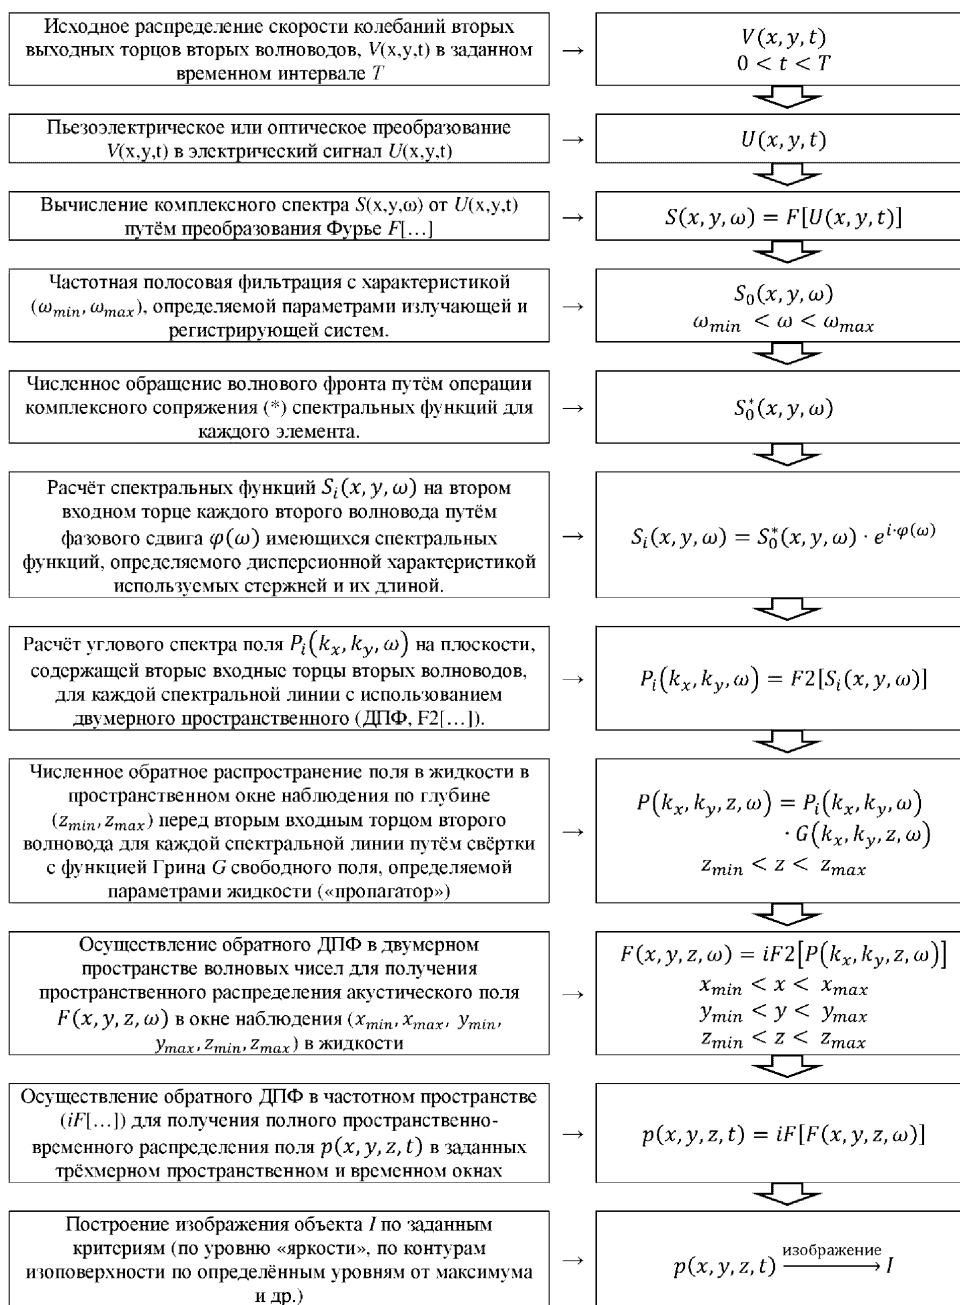 Исходное распределение скорости колебаний вторых
выходных торцов вторых волноводов, V(x,y,t) в заданном
временном интервале T
→
V(x, y, t)
0 < t < T
Пьезоэлектрическое или оптическое преобразование
V(x,y,t) в электрический сигнал U(x,y,t)
→
U(x, y, t)
Вычисление комплексного спектра S(x,y,ω) от U(x,y,t)
путём преобразования Фурье F[…]
→
S(x, y, ω) = F[U(x, y, t)]
Частотная полосовая фильтрация с характеристикой
(ω_min, ω_max), определяемой параметрами излучающей и
регистрирующей систем.
→
S_0(x, y, ω)
ω_min < ω < ω_max
Численное обращение волнового фронта путём операции
комплексного сопряжения (*) спектральных функций для
каждого элемента.
→
S_0^*(x, y, ω)
Расчёт спектральных функций S_i(x, y, ω) на втором
входном торце каждого второго волновода путём
фазового сдвига φ(ω) имеющихся спектральных
функций, определяемого дисперсионной характеристикой
используемых стержней и их длиной.
→
S_i(x, y, ω) = S_0^*(x, y, ω) · e^{i·φ(ω)}
Расчёт углового спектра поля P_i(k_x, k_y, ω) на плоскости,
содержащей вторые входные торцы вторых волноводов,
для каждой спектральной линии с использованием
двумерного пространственного (ДПФ, F2[…]).
→
P_i(k_x, k_y, ω) = F2[S_i(x, y, ω)]
Численное обратное распространение поля в жидкости в
пространственном окне наблюдения по глубине
(z_min, z_max) перед вторым входным торцом второго
волновода для каждой спектральной линии путём свёртки
с функцией Грина G свободного поля, определяемой
параметрами жидкости («пропагатор»)
→
P(k_x, k_y, z, ω) = P_i(k_x, k_y, ω)
· G(k_x, k_y, z, ω)
z_min < z < z_max
Осуществление обратного ДПФ в двумерном
пространстве волновых чисел для получения
пространственного распределения акустического поля
F(x, y, z, ω) в окне наблюдения (x_min, x_max, y_min,
y_max, z_min, z_max) в жидкости
→
F(x, y, z, ω) = iF2[P(k_x, k_y, z, ω)]
x_min < x < x_max
y_min < y < y_max
z_min < z < z_max
Осуществление обратного ДПФ в частотном пространстве
(iF[…]) для получения полного пространственно-
временного распределения поля p(x, y, z, t) в заданных
трёхмерном пространственном и временном окнах
→
p(x, y, z, t) = iF[F(x, y, z, ω)]
Построение изображения объекта I по заданным
критериям (по уровню «яркости», по контурам
изоповерхности по определённым уровням от максимума
и др.)
→
изображение
p(x, y, z, t) ⟶ I